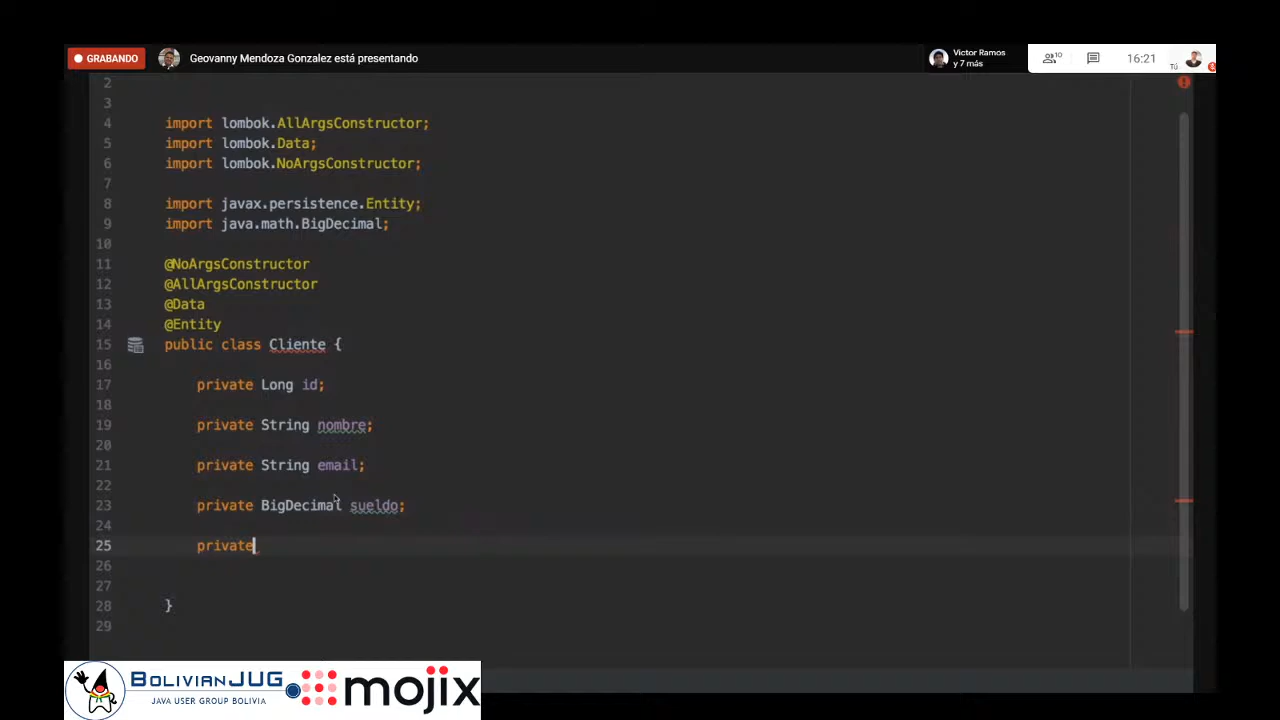 GRABANDO
Geovanny Mendoza Gonzalez está presentando
Victor Ramos
y 7 más
10
16:21
Tú
2
3
4 import lombok.AllArgsConstructor;
5 import lombok.Data;
6 import lombok.NoArgsConstructor;
7
8 import javax.persistence.Entity;
9 import java.math.BigDecimal;
10
11 @NoArgsConstructor
12 @AllArgsConstructor
13 @Data
14 @Entity
15 public class Cliente {
16
17 private Long id;
18
19 private String nombre;
20
21 private String email;
22
23 private BigDecimal sueldo;
24
25 private
26
27
28 }
29
BOLIVIANJUG
JAVA USER GROUP BOLIVIA
mojix